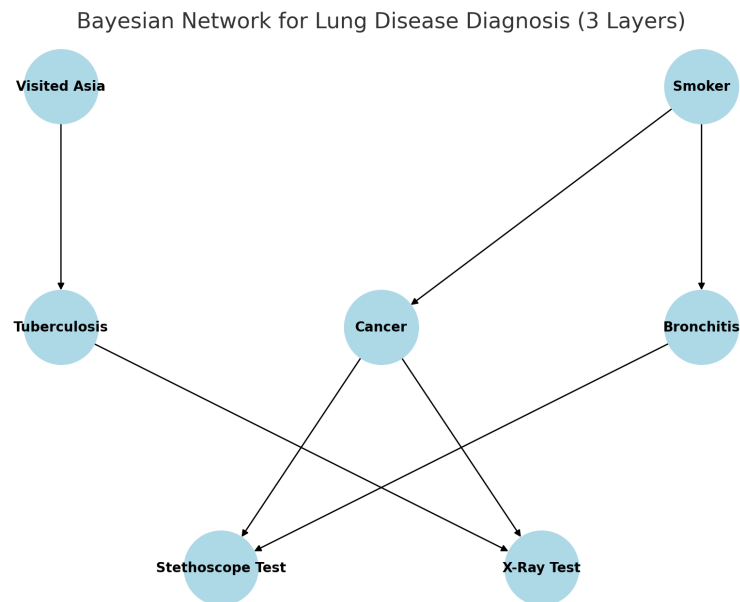 Bayesian Network for Lung Disease Diagnosis (3 Layers)
Visited Asia
Smoker
Tuberculosis
Cancer
Bronchitis
Stethoscope Test
X-Ray Test